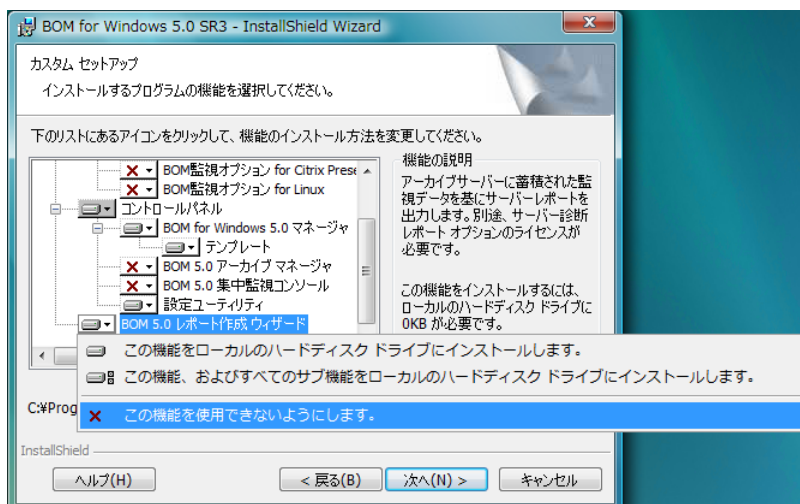 BOM for Windows 5.0 SR3 - InstallShield Wizard
カスタム セットアップ
インストールするプログラムの機能を選択してください。
下のリストにあるアイコンをクリックして、機能のインストール方法を変更してください。
BOM監視オプション for Citrix Prese
BOM監視オプション for Linux
コントロールパネル
BOM for Windows 5.0 マネージャ
テンプレート
BOM 5.0 アーカイブ マネージャ
BOM 5.0 集中監視コンソール
設定ユーティリティ
BOM 5.0 レポート作成 ウィザード
機能の説明
アーカイブサーバーに蓄積された監
視データを基にサーバーレポートを
出力します。別途、サーバー診断
レポート オプションのライセンスが
必要です。
この機能をインストールするには、
ローカルのハードディスク ドライブに
0KB が必要です。
この機能をローカルのハードディスク ドライブにインストールします。
この機能、およびすべてのサブ機能をローカルのハードディスク ドライブにインストールします。
この機能を使用できないようにします。
C:¥Prog
InstallShield
ヘルプ(H)
< 戻る(B)
次へ(N) >
キャンセル